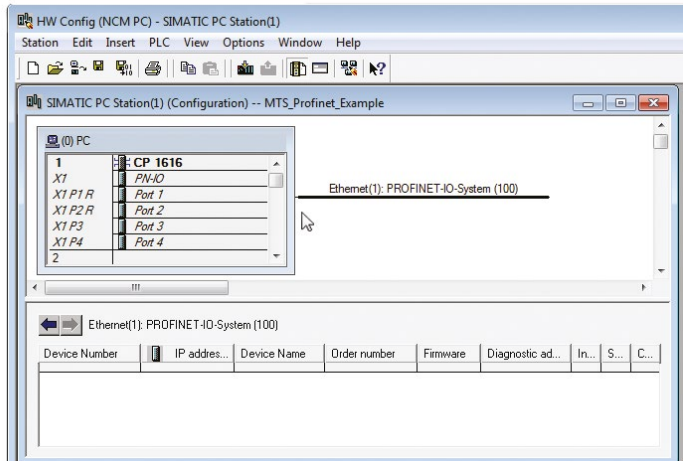 HW Config (NCM PC) - SIMATIC PC Station(1)
Station Edit Insert PLC View Options Window Help
SIMATIC PC Station(1) (Configuration) -- MTS_Profinet_Example
(0) PC
1 CP 1616
X1 PN-IO
X1 P1 R Port 1
X1 P2 R Port 2
X1 P3 Port 3
X1 P4 Port 4
2
Ethernet(1): PROFINET-IO-System (100)
Ethernet(1): PROFINET-IO-System (100)
Device Number IP addres... Device Name Order number Firmware Diagnostic ad... In... S... C...